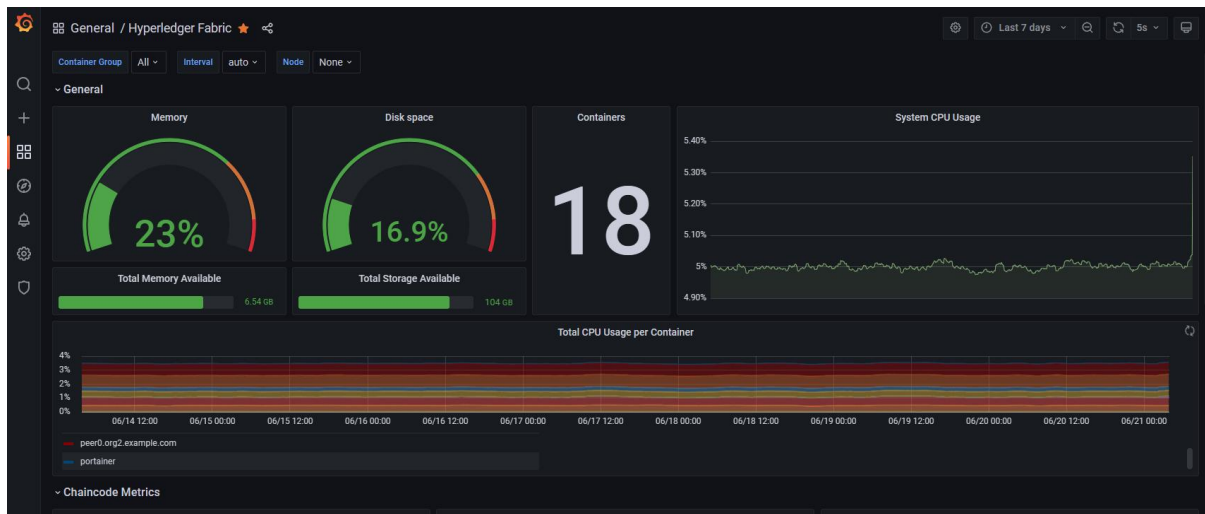 General / Hyperledger Fabric
Last 7 days
5s
Container Group All Interval auto Node None
General
Memory
23%
Disk space
16.9%
Total Memory Available
6.54 GB
Total Storage Available
104 GB
Containers
18
System CPU Usage
5.40%
5.30%
5.20%
5.10%
5%
4.90%
Total CPU Usage per Container
4%
3%
2%
1%
0%
06/14 12:00 06/15 00:00 06/15 12:00 06/16 00:00 06/16 12:00 06/17 00:00 06/17 12:00 06/18 00:00 06/18 12:00 06/19 00:00 06/19 12:00 06/20 00:00 06/20 12:00 06/21 00:00
peer0.org2.example.com
portainer
Chaincode Metrics